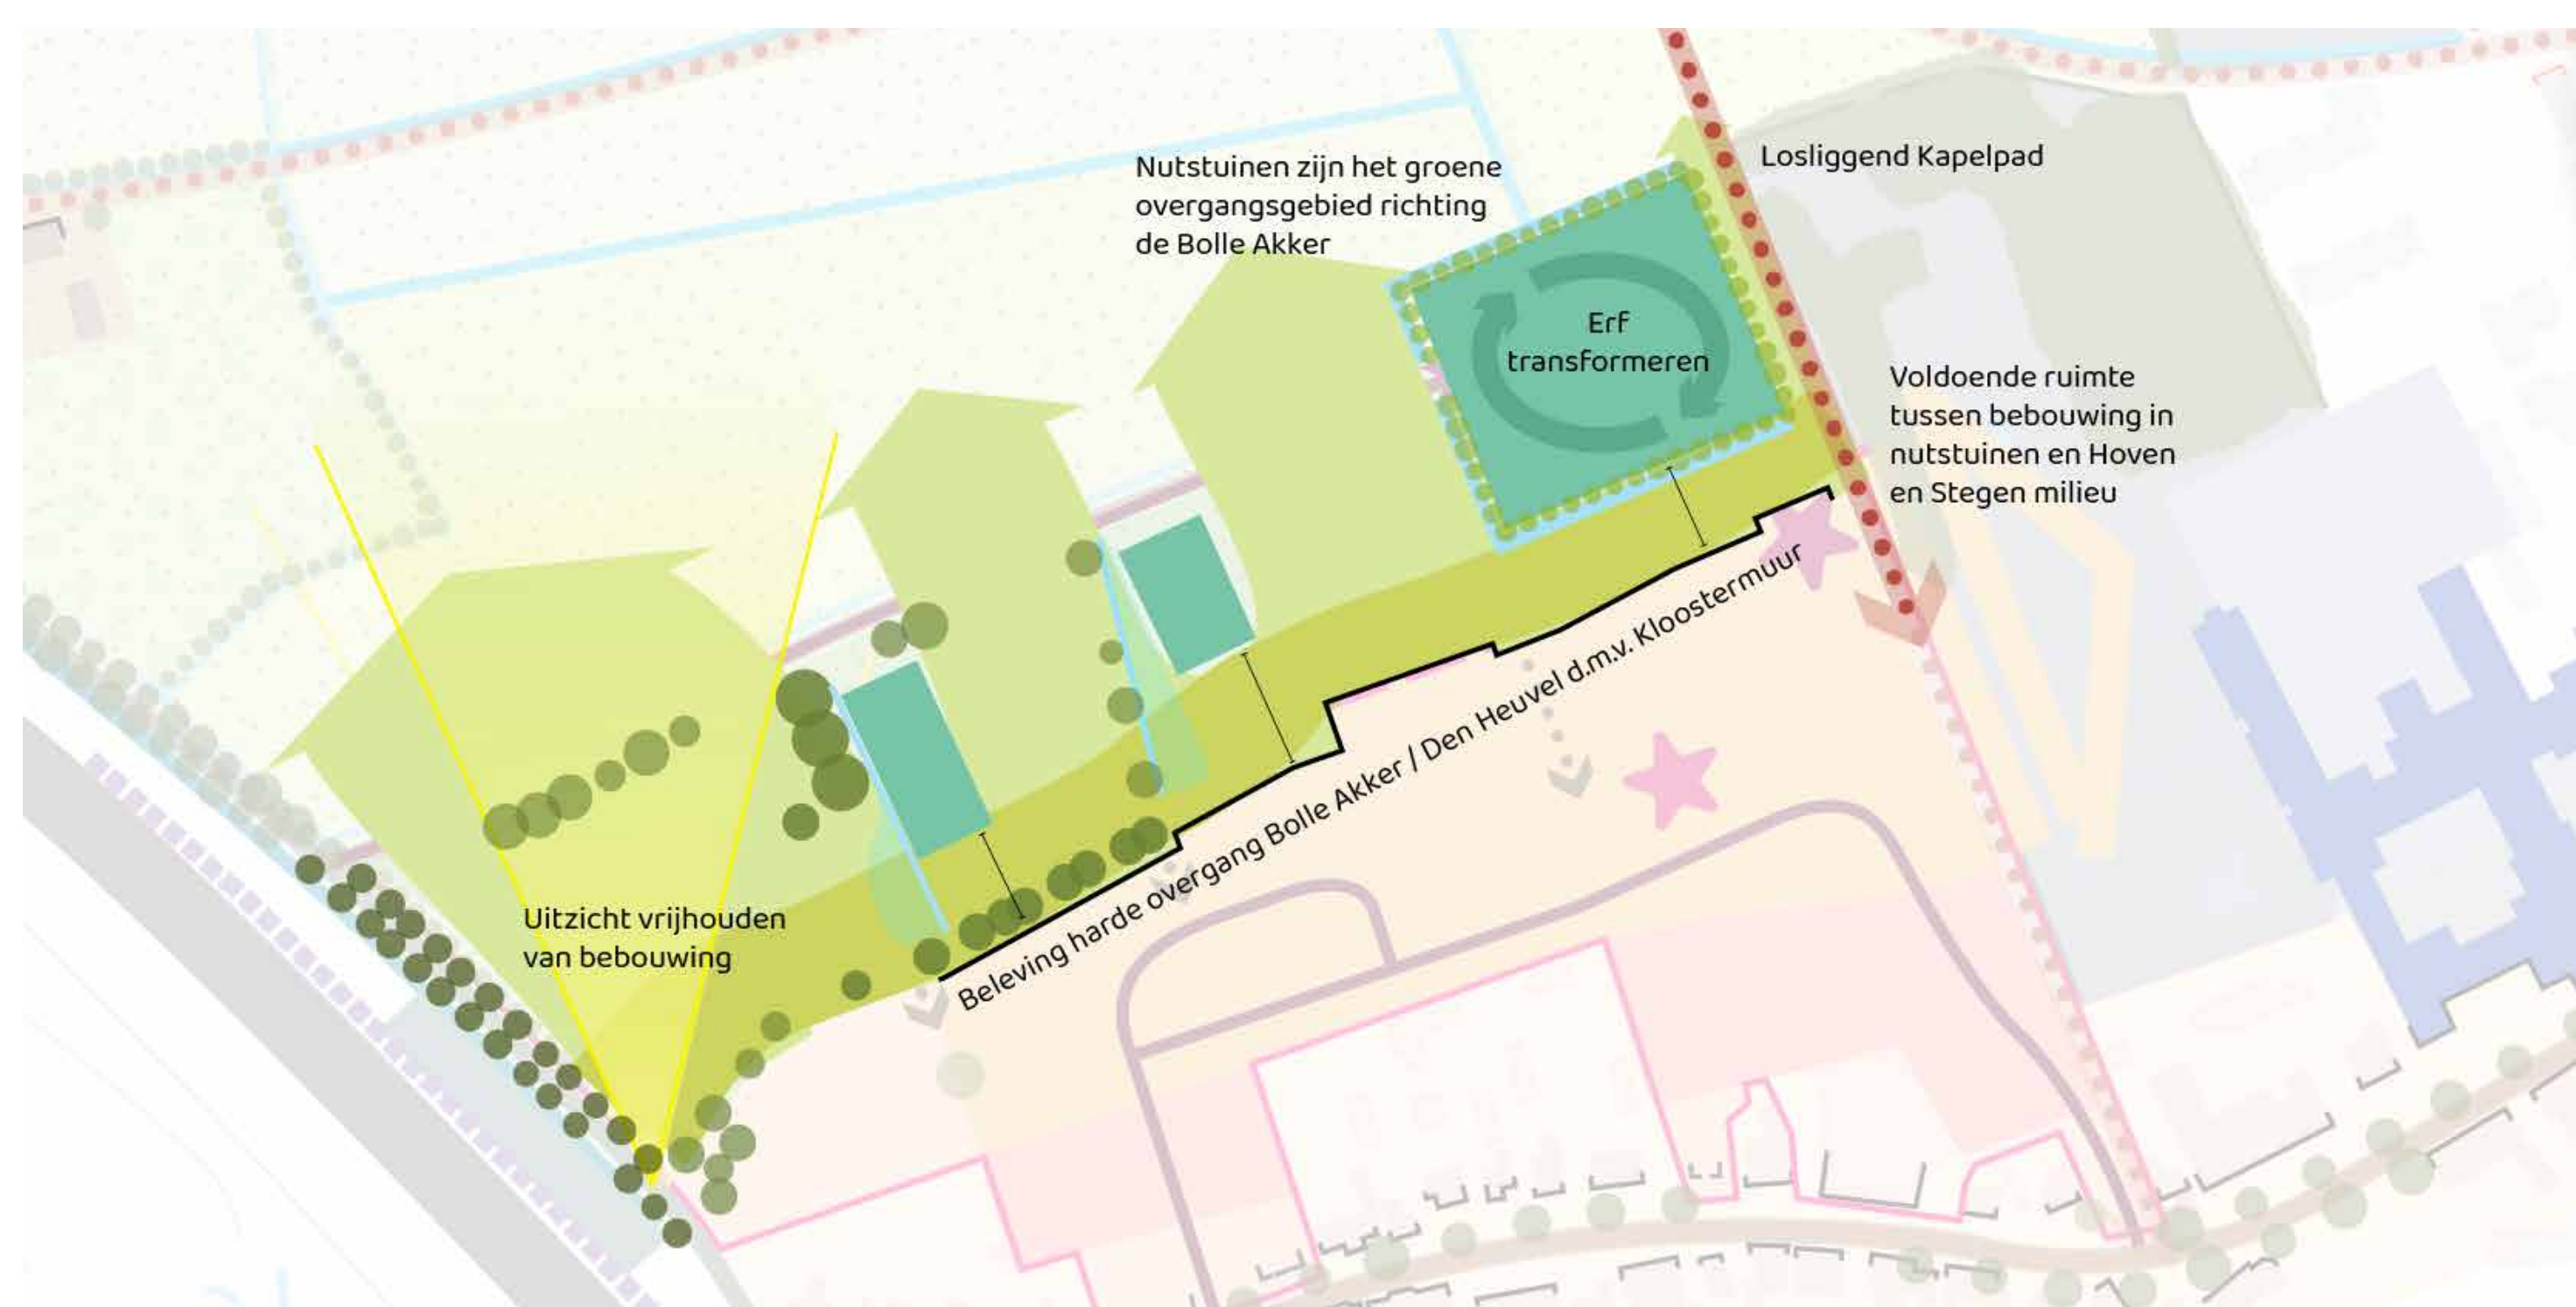 Nutstuinen zijn het groene
overgangsgebied richting
de Bolle Akker
Losliggend Kapelpad
Erf
transformeren
Voldoende ruimte
tussen bebouwing in
nutstuinen en Hoven
en Stegen milieu
Beleving harde overgang Bolle Akker / Den Heuvel d.m.v. Kloostermuur
Uitzicht vrijhouden
van bebouwing